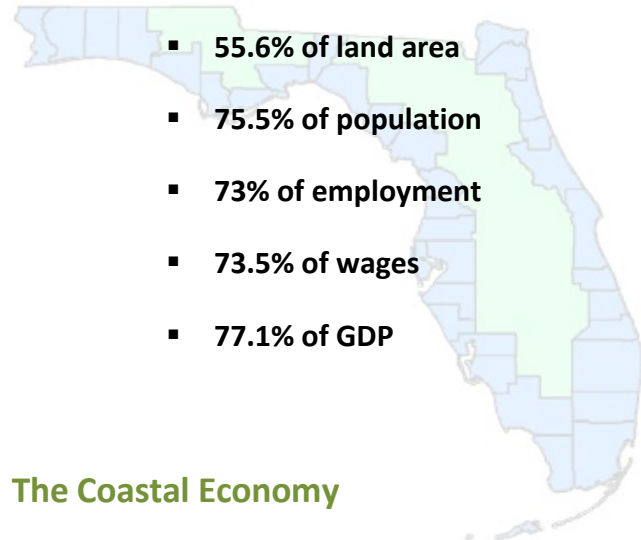 ▪ 55.6% of land area
▪ 75.5% of population
▪ 73% of employment
▪ 73.5% of wages
▪ 77.1% of GDP
The Coastal Economy